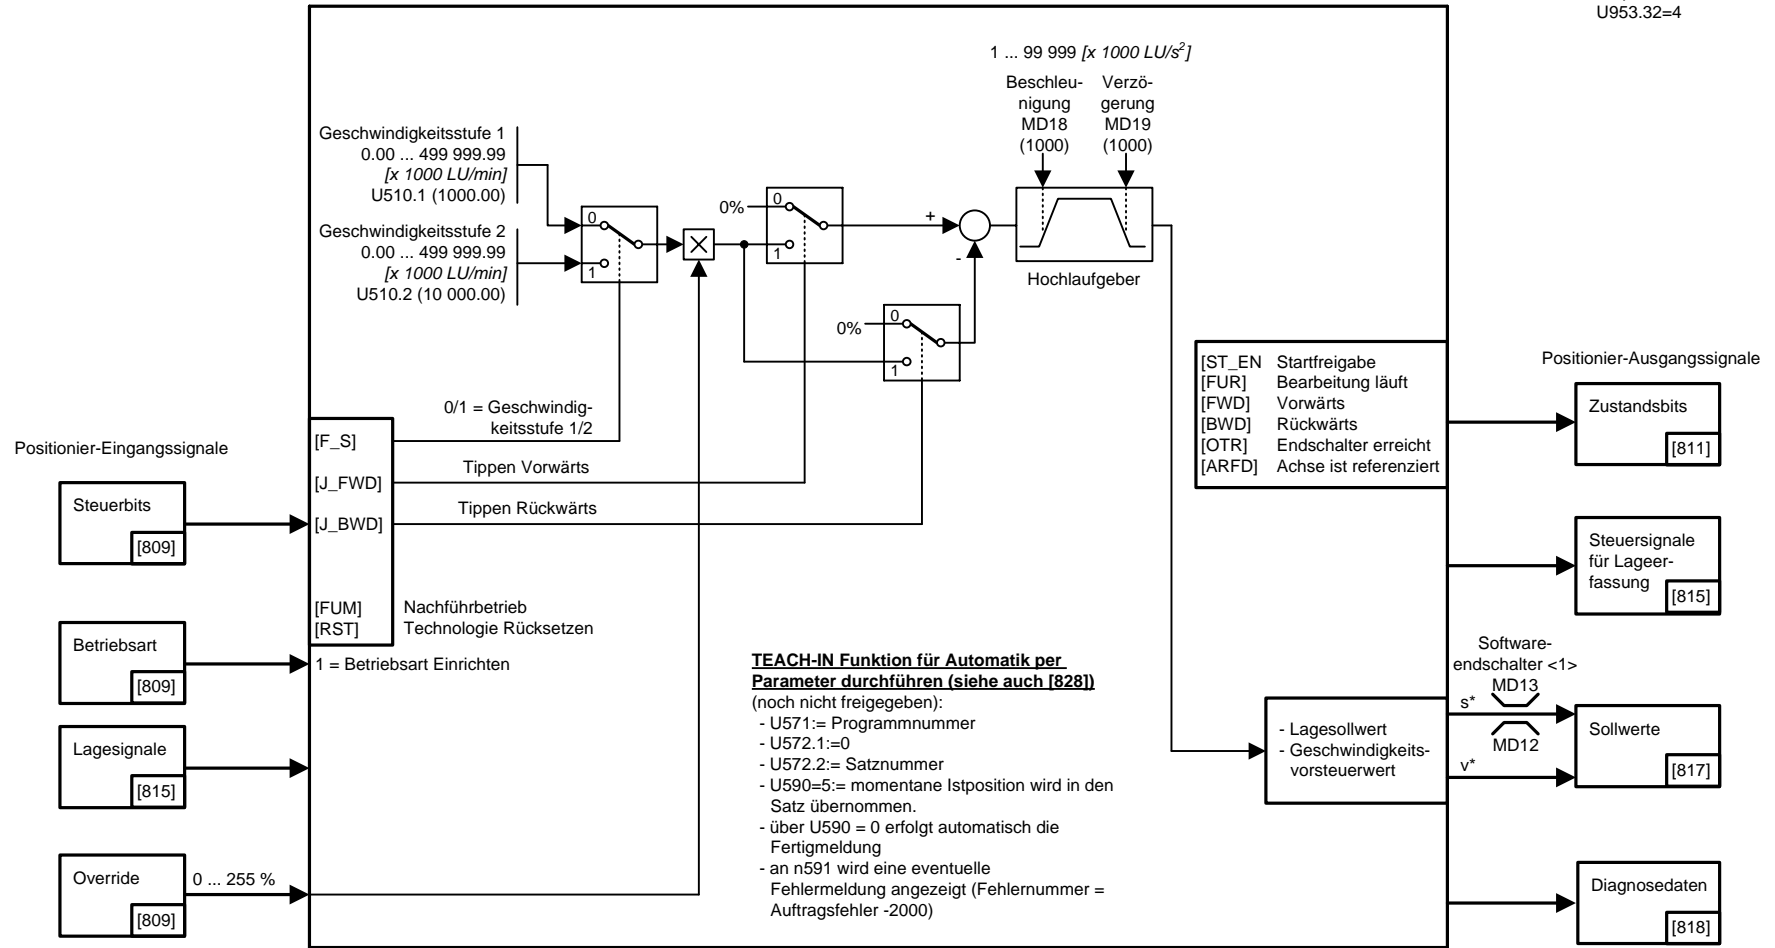 U953.32=4
1 ... 99 999 [x 1000 LU/s²]
Beschleu-
nigung
MD18
(1000)
Verzö-
gerung
MD19
(1000)
Geschwindigkeitsstufe 1
0.00 ... 499 999.99
[x 1000 LU/min]
U510.1 (1000.00)
Geschwindigkeitsstufe 2
0.00 ... 499 999.99
[x 1000 LU/min]
U510.2 (10 000.00)
0
1
0%
0
1
+
-
Hochlaufgeber
0%
0
1
0/1 = Geschwindig-
keitsstufe 1/2
Positionier-Eingangssignale
[F_S]
[J_FWD]
Tippen Vorwärts
[J_BWD]
Tippen Rückwärts
[FUM] Nachführbetrieb
[RST] Technologie Rücksetzen
Steuerbits
[809]
Betriebsart
[809]
1 = Betriebsart Einrichten
Lagesignale
[815]
Override
[809]
0 ... 255 %
TEACH-IN Funktion für Automatik per
Parameter durchführen (siehe auch [828])
(noch nicht freigegeben):
- U571:= Programmnummer
- U572.1:=0
- U572.2:= Satznummer
- U590=5:= momentane Istposition wird in den
Satz übernommen.
- über U590 = 0 erfolgt automatisch die
Fertigmeldung
- an n591 wird eine eventuelle
Fehlermeldung angezeigt (Fehlernummer =
Auftragsfehler -2000)
[ST_EN Startfreigabe
[FUR] Bearbeitung läuft
[FWD] Vorwärts
[BWD] Rückwärts
[OTR] Endschalter erreicht
[ARFD] Achse ist referenziert
Positionier-Ausgangssignale
Zustandsbits
[811]
Steuersignale
für Lageer-
fassung
[815]
Software-
endschalter <1>
MD13
s*
MD12
v*
- Lagesollwert
- Geschwindigkeits-
vorsteuerwert
Sollwerte
[817]
Diagnosedaten
[818]